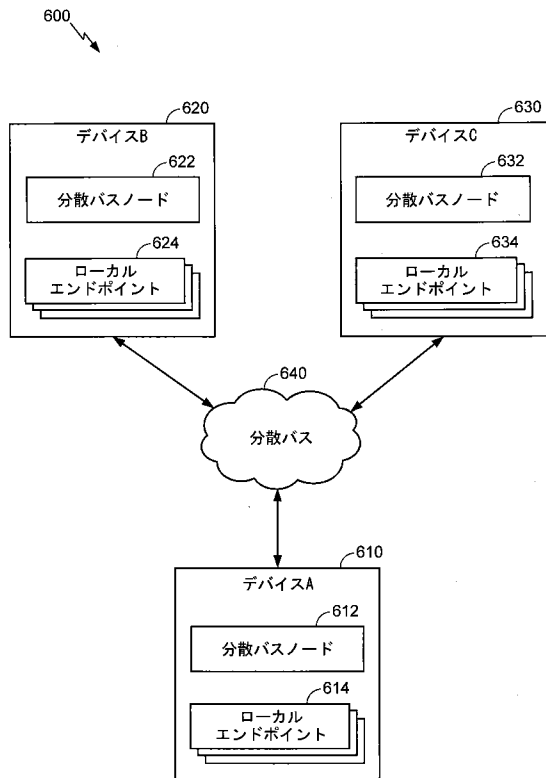 600
620
デバイスB
622
分散バスノード
624
ローカル
エンドポイント
630
デバイスC
632
分散バスノード
634
ローカル
エンドポイント
640
分散バス
610
デバイスA
612
分散バスノード
614
ローカル
エンドポイント